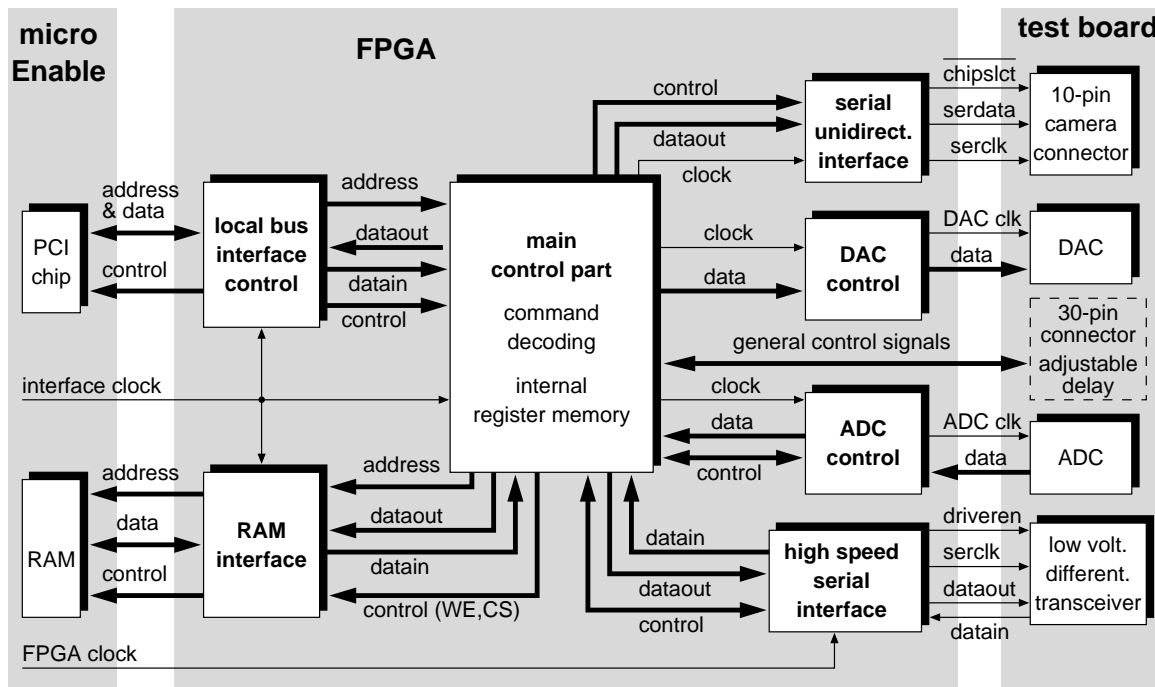 micro
Enable
FPGA
test board
PCI
chip
address
& data
control
local bus
interface
control
address
dataout
datain
control
main
control part
command
decoding
internal
register memory
control
dataout
clock
serial
unidirect.
interface
chipslct
serdata
serclk
10-pin
camera
connector
clock
data
DAC
control
DAC clk
data
DAC
general control signals
30-pin
connector
adjustable
delay
interface clock
clock
data
control
ADC
control
ADC clk
data
ADC
RAM
address
data
control
RAM
interface
address
dataout
datain
control (WE,CS)
datain
dataout
control
high speed
serial
interface
driveren
serclk
dataout
datain
low volt.
different.
transceiver
FPGA clock